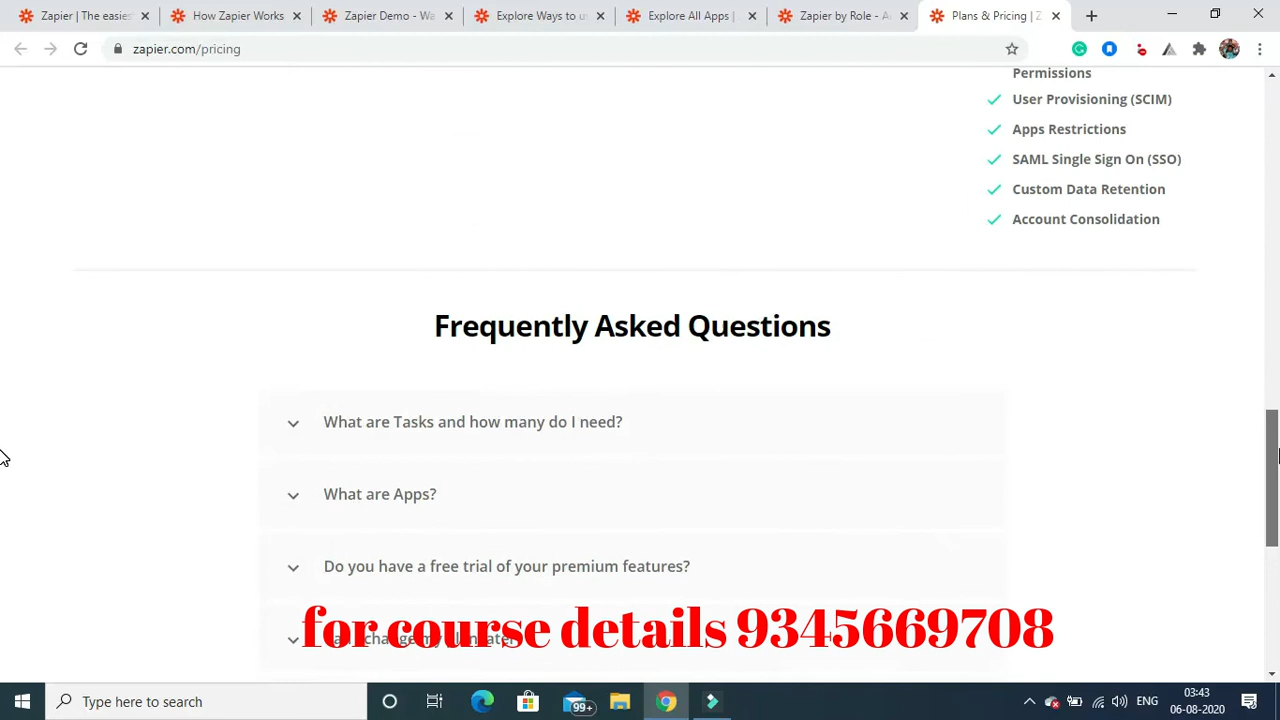 Zapier | The easies
How Zapier Works
Zapier Demo - Wa
Explore Ways to u
Explore All Apps |
Zapier by Role - A
Plans & Pricing | Z
zapier.com/pricing
Permissions
User Provisioning (SCIM)
Apps Restrictions
SAML Single Sign On (SSO)
Custom Data Retention
Account Consolidation
Frequently Asked Questions
What are Tasks and how many do I need?
What are Apps?
Do you have a free trial of your premium features?
for course details 9345669708
Type here to search
99+
ENG
03:43
06-08-2020